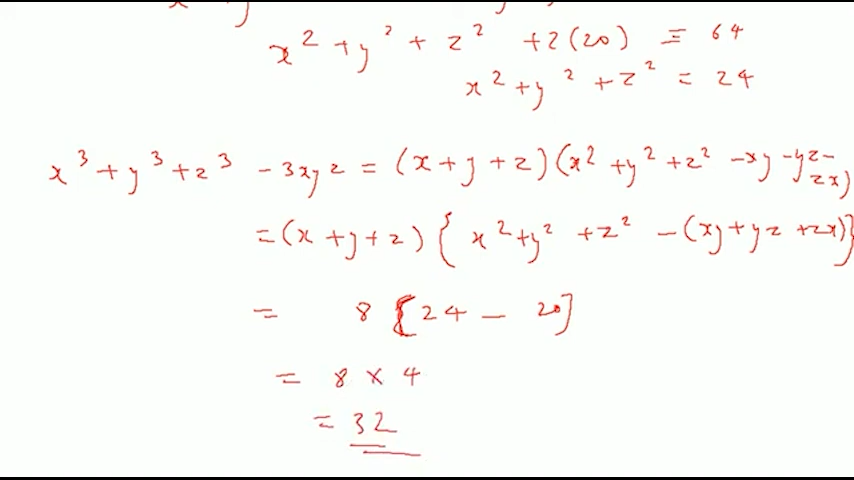 x² + y² + z² + 2(20) = 64
x² + y² + z² = 24
x³ + y³ + z³ - 3xyz = (x + y + z)(x² + y² + z² - xy - yz - zx)
= (x + y + z) { x² + y² + z² - (xy + yz + zx)}
= 8 [24 - 20]
= 8 × 4
= 32